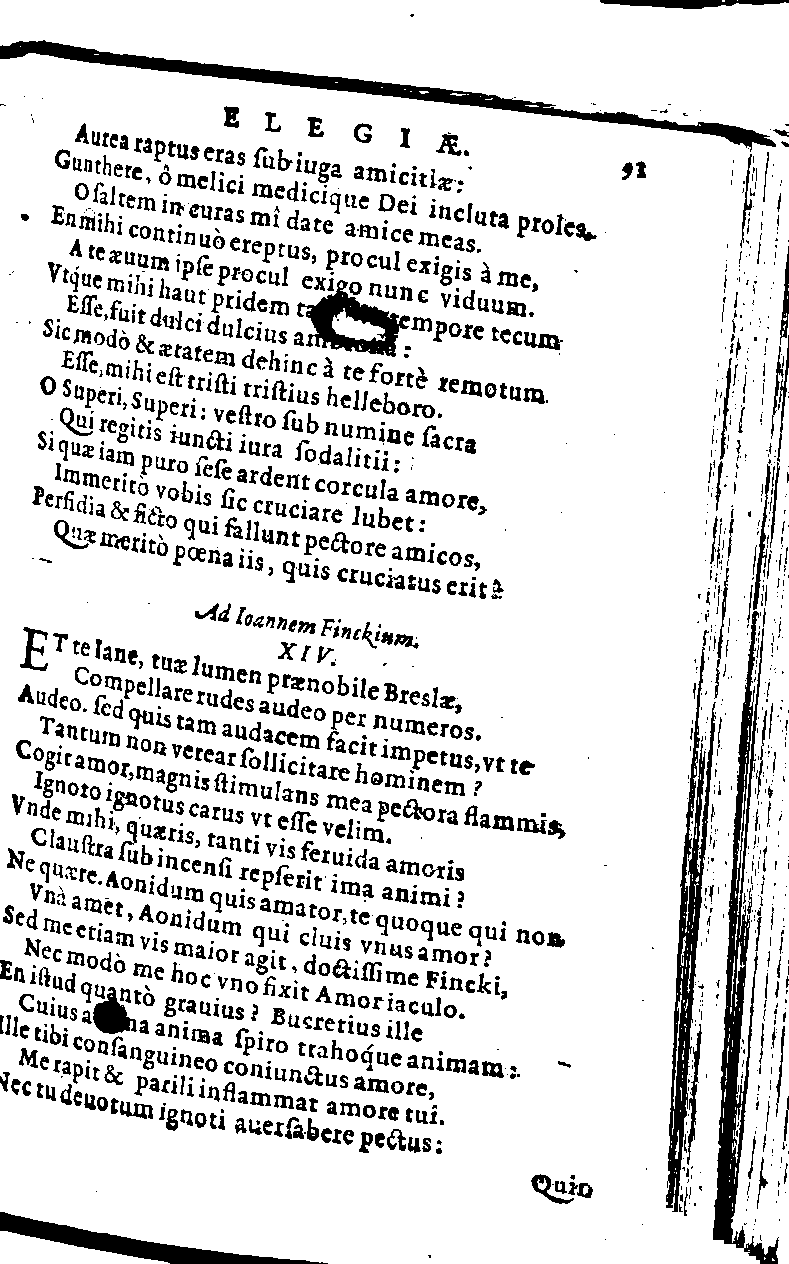 ELEGIÆ.
91
Aurea raptus eras ſub iuga amicitiæ:
Gunthere, ô melici medicique Dei incluta proles,
O ſaltem in curas mî date amice meas.
En mihi continuò ereptus, procul exigis à me,
A te æuum ipſe procul exigo nunc viduum.
Vtque mihi haut pridem tempore tecum
Eſſe, fuit dulci dulcius :
Sic modò & ætatem dehinc à te fortè remotum
Eſſe, mihi eſt triſti triſtius helleboro.
O Superi, Superi: veſtro ſub numine ſacra
Qui regitis iuncti iura ſodalitii:
Si quæ iam puro ſeſe ardent corcula amore,
Immeritò vobis ſic cruciare lubet:
Perfidia & ficto qui fallunt pectore amicos,
Quæ meritò pœna iis, quis cruciatus erit?
Ad Ioannem Finckium.
XIV.
ET te Iane, tuæ lumen prænobile Breslæ,
Compellare rudes audeo per numeros.
Audeo. ſed quis tam audacem facit impetus, vt te
Tantum non verear ſollicitare hominem?
Cogit amor, magnis ſtimulans mea pectora flammis,
Ignoto ignotus carus vt eſſe velim.
Vnde mihi, quæris, tanti vis feruida amoris
Clauſtra ſub incenſi repſerit ima animi?
Ne quære. Aonidum quis amator, te quoque qui non
Vnà amet, Aonidum qui cluis vnus amor?
Sed me etiam vis maior agit, doctiſſime Fincki,
Nec modò me hoc vno fixit Amor iaculo.
En iſtud quantò grauius? Bucretius ille
Cuius anima ſpiro trahoque animam:
Ille tibi conſanguineo coniunctus amore,
Me rapit & parili inflammat amore tui.
Nec tu deuotum ignoti auerſabere pectus:
Quin